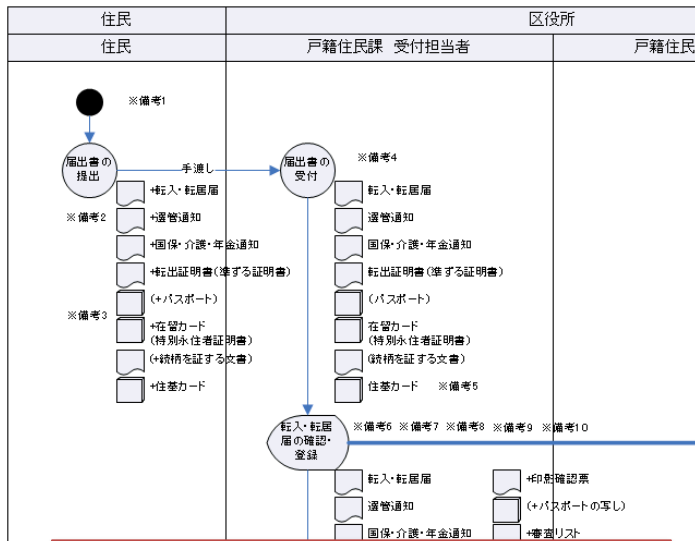 住民
区役所
住民
戸籍住民課 受付担当者
戸籍住民
※備考1
届出書の
提出
手渡し
届出書の
受付
※備考4
+転入・転居届
※備考2
+選管通知
+国保・介護・年金通知
+転出証明書(準ずる証明書)
(+パスポート)
※備考3
+在留カード
(特別永住者証明書)
(+続柄を証する文書)
+住基カード
転入・転居届
選管通知
国保・介護・年金通知
転出証明書(準ずる証明書)
(パスポート)
在留カード
(特別永住者証明書)
(続柄を証する文書)
住基カード ※備考5
転入・転居
届の確認・
登録
※備考6 ※備考7 ※備考8 ※備考9 ※備考10
転入・転居届
選管通知
国保・介護・年金通知
+印影確認票
(+パスポートの写し)
+審査リスト